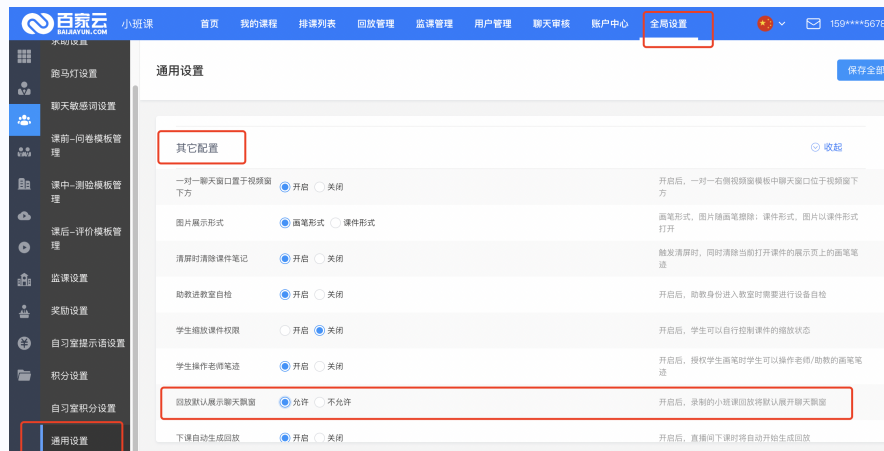 百家云
BAIJIAYUN.COM
小班课
首页 我的课程 排课列表 回放管理 监课管理 用户管理 聊天审核 账户中心 全局设置
159****5678
求助设置
跑马灯设置
聊天敏感词设置
课前-问卷模板管
理
课中-测验模板管
理
课后-评价模板管
理
监课设置
奖励设置
自习室提示语设置
积分设置
自习室积分设置
通用设置
通用设置
保存全部
其它配置
收起
一对一聊天窗口置于视频窗
下方
开启 关闭
开启后，一对一右侧视频窗模板中聊天窗口位于视频窗下
方
图片展示形式
画笔形式 课件形式
画笔形式，图片随画笔擦除；课件形式，图片以课件形式
打开
清屏时清除课件笔记
开启 关闭
触发清屏时，同时清除当前打开课件的展示页上的画笔笔
迹
助教进教室自检
开启 关闭
开启后，助教身份进入教室时需要进行设备自检
学生缩放课件权限
开启 关闭
开启后，学生可以自行控制课件的缩放状态
学生操作老师笔迹
开启 关闭
开启后，授权学生画笔时学生可以操作老师/助教的画笔笔
迹
回放默认展示聊天飘窗
允许 不允许
开启后，录制的小班课回放将默认展开聊天飘窗
下课自动生成回放
开启 关闭
开启后，直播间下课时将自动开始生成回放